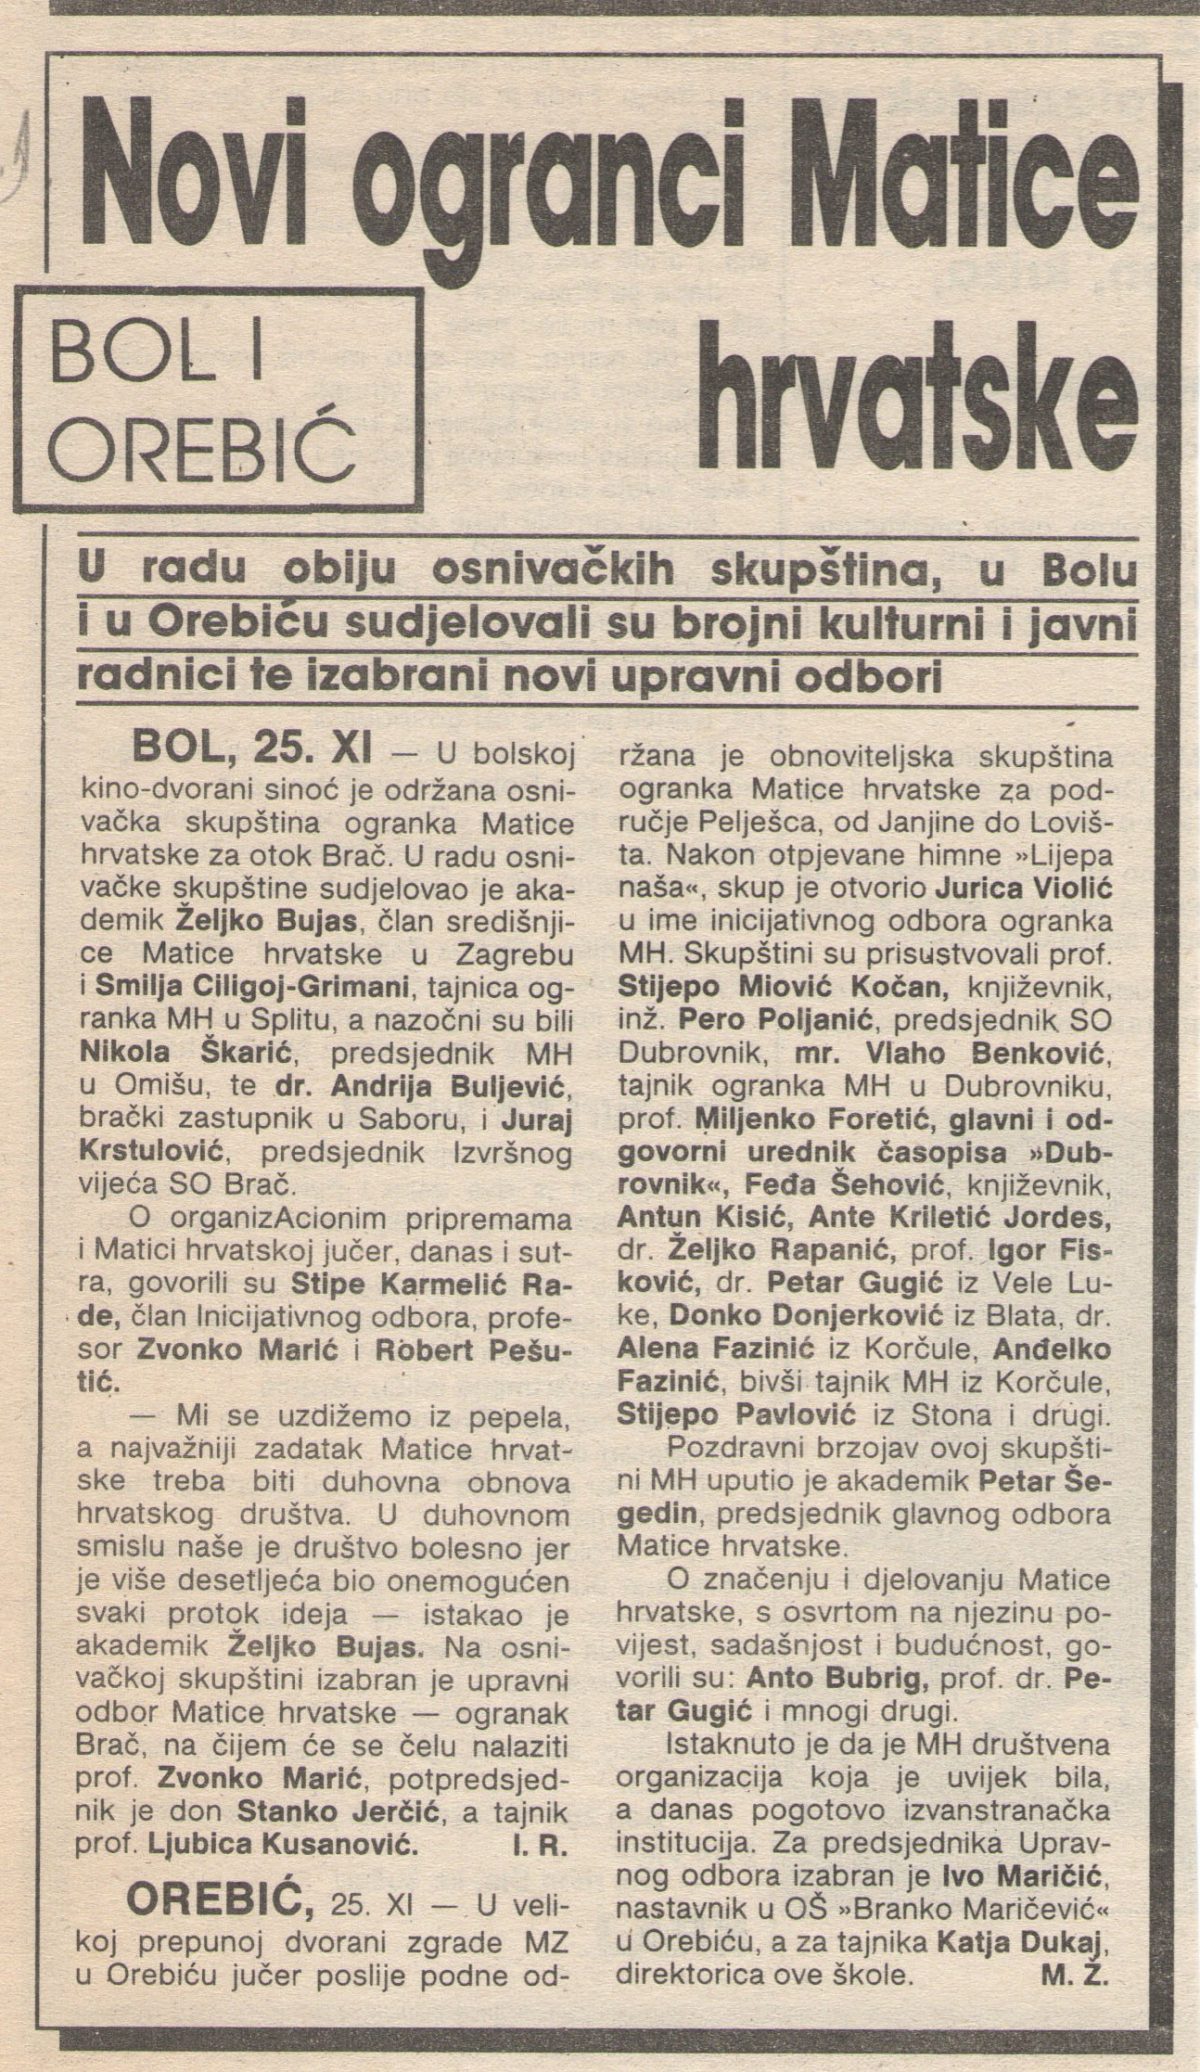 Novi ogranci Matice
hrvatske
BOL I
OREBIĆ
U radu obiju osnivačkih skupština, u Bolu
i u Orebiću sudjelovali su brojni kulturni i javni
radnici te izabrani novi upravni odbori
BOL, 25. XI — U bolskoj
kino-dvorani sinoć je održana osni-
vačka skupština ogranka Matice
hrvatske za otok Brač. U radu osni-
vačke skupštine sudjelovao je aka-
demik Željko Bujas, član središnji-
ce Matice hrvatske u Zagrebu
i Smilja Ciligoj-Grimani, tajnica og-
ranka MH u Splitu, a nazočni su bili
Nikola Škarić, predsjednik MH
u Omišu, te dr. Andrija Buljević,
brački zastupnik u Saboru, i Juraj
Krstulović, predsjednik Izvršnog
vijeća SO Brač.
O organizAcionim pripremama
i Matici hrvatskoj jučer, danas i sut-
ra, govorili su Stipe Karmelić Ra-
de, član Inicijativnog odbora, profe-
sor Zvonko Marić i Robert Pešu-
tić.
— Mi se uzdižemo iz pepela,
a najvažniji zadatak Matice hrvat-
ske treba biti duhovna obnova
hrvatskog društva. U duhovnom
smislu naše je društvo bolesno jer
je više desetljeća bio onemogućen
svaki protok ideja — istakao je
akademik Željko Bujas. Na osni-
vačkoj skupštini izabran je upravni
odbor Matice hrvatske — ogranak
Brač, na čijem će se čelu nalaziti
prof. Zvonko Marić, potpredsjed-
nik je don Stanko Jerčić, a tajnik
prof. Ljubica Kusanović. I. R.
OREBIĆ, 25. XI — U veli-
koj prepunoj dvorani zgrade MZ
u Orebiću jučer poslije podne od-
ržana je obnoviteljska skupština
ogranka Matice hrvatske za pod-
ručje Pelješca, od Janjine do Loviš-
ta. Nakon otpjevane himne »Lijepa
naša«, skup je otvorio Jurica Violić
u ime inicijativnog odbora ogranka
MH. Skupštini su prisustvovali prof.
Stijepo Miović Kočan, književnik,
inž. Pero Poljanić, predsjednik SO
Dubrovnik, mr. Vlaho Benković,
tajnik ogranka MH u Dubrovniku,
prof. Miljenko Foretić, glavni i od-
govorni urednik časopisa »Dub-
rovnik«, Feđa Šehović, književnik,
Antun Kisić, Ante Kriletić Jordes,
dr. Željko Rapanić, prof. Igor Fis-
ković, dr. Petar Gugić iz Vele Lu-
ke, Donko Donjerković iz Blata, dr.
Alena Fazinić iz Korčule, Anđelko
Fazinić, bivši tajnik MH iz Korčule,
Stijepo Pavlović iz Stona i drugi.
Pozdravni brzojav ovoj skupšti-
ni MH uputio je akademik Petar Še-
gedin, predsjednik glavnog odbora
Matice hrvatske.
O značenju i djelovanju Matice
hrvatske, s osvrtom na njezinu po-
vijest, sadašnjost i budućnost, go-
vorili su: Anto Bubrig, prof. dr. Pe-
tar Gugić i mnogi drugi.
Istaknuto je da je MH društvena
organizacija koja je uvijek bila,
a danas pogotovo izvanstranačka
institucija. Za predsjednika Uprav-
nog odbora izabran je Ivo Maričić,
nastavnik u OŠ »Branko Maričević«
u Orebiću, a za tajnika Katja Dukaj,
direktorica ove škole. M. Ž.